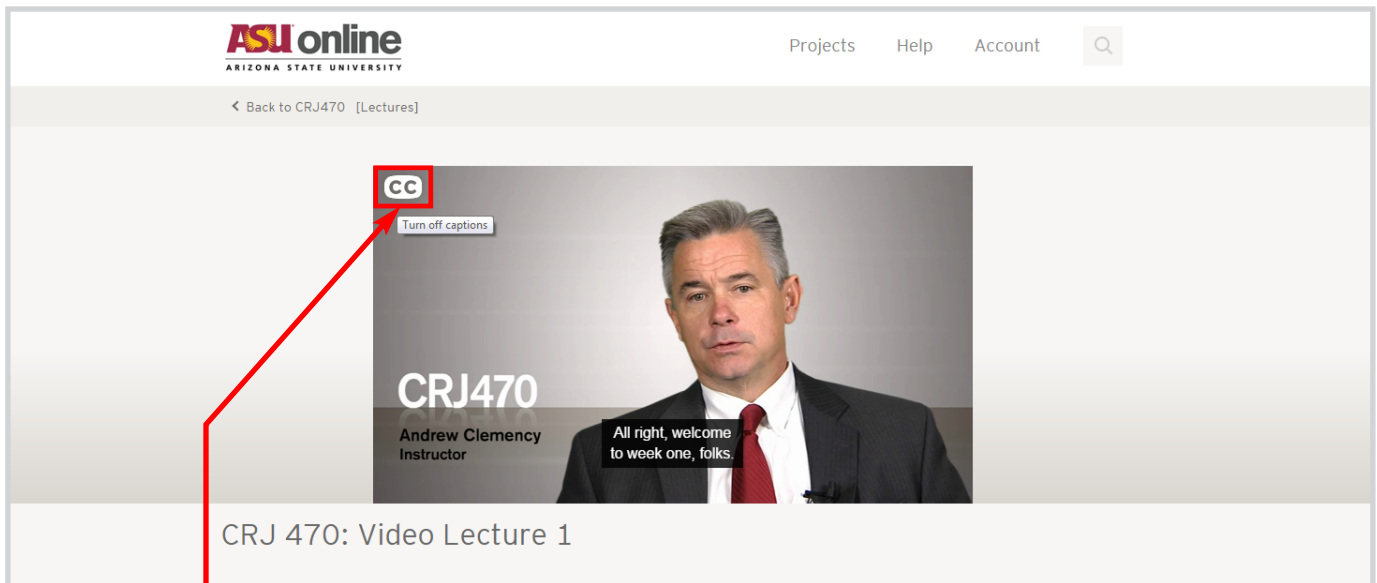 ASU online
ARIZONA STATE UNIVERSITY
Projects Help Account
Back to CRJ470 [Lectures]
CC
Turn off captions
CRJ470
Andrew Clemency
Instructor
All right, welcome
to week one, folks.
CRJ 470: Video Lecture 1